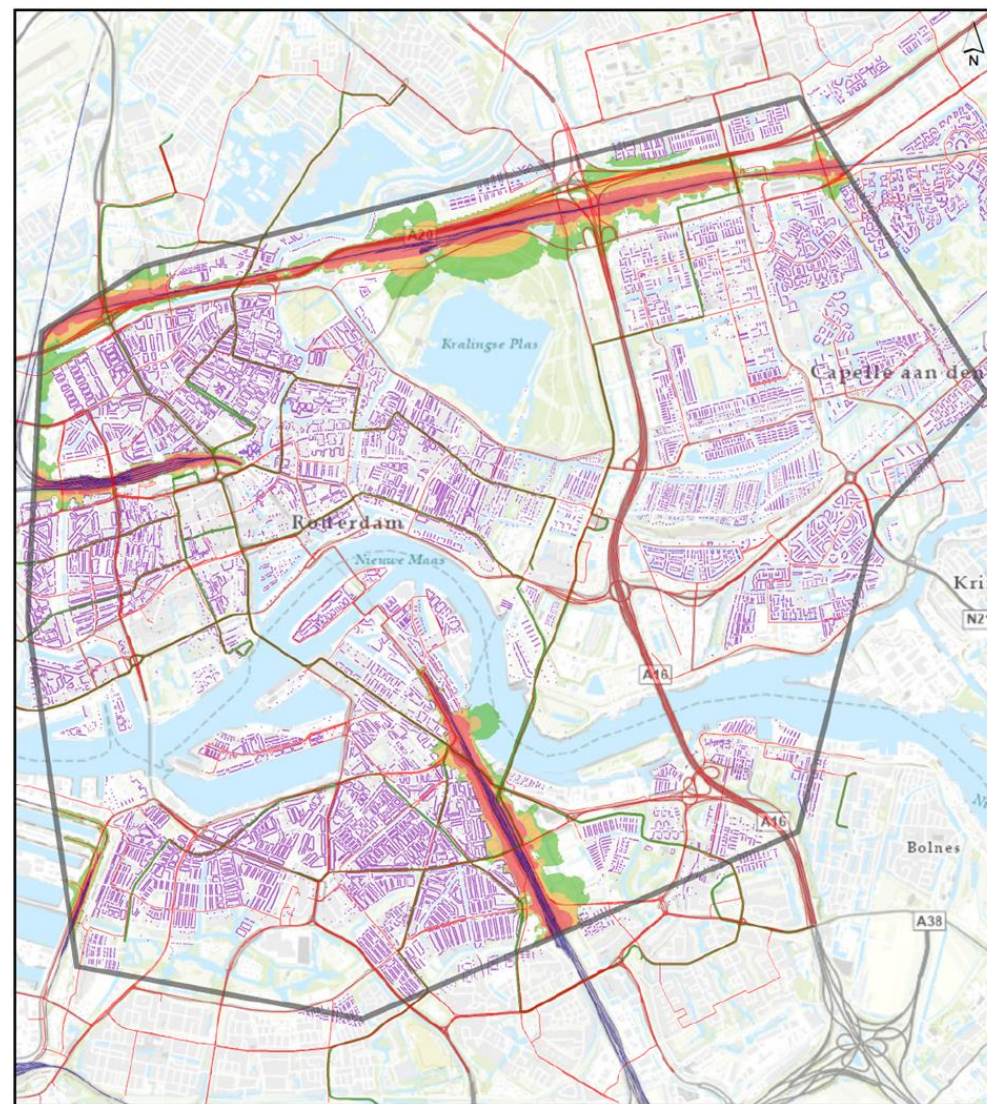 N
A20
Kralingse Plas
Capelle aan den
Rotterdam
Nieuwe Maas
Kri
N21
A16
A16
Bolnes
A38